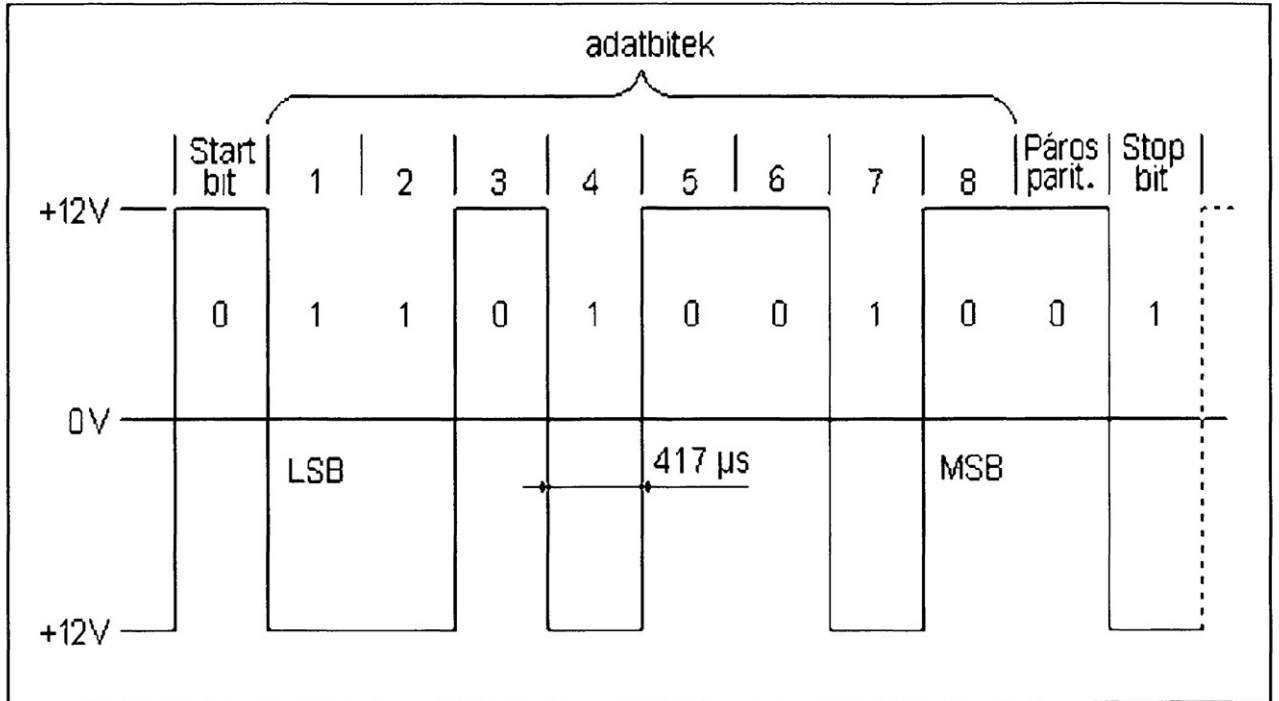 adatbitek
Start bit 1 2 3 4 5 6 7 8 Páros parit. Stop bit
+12V
0 1 1 0 1 0 0 1 0 0 1
0V
LSB 417 µs MSB
+12V